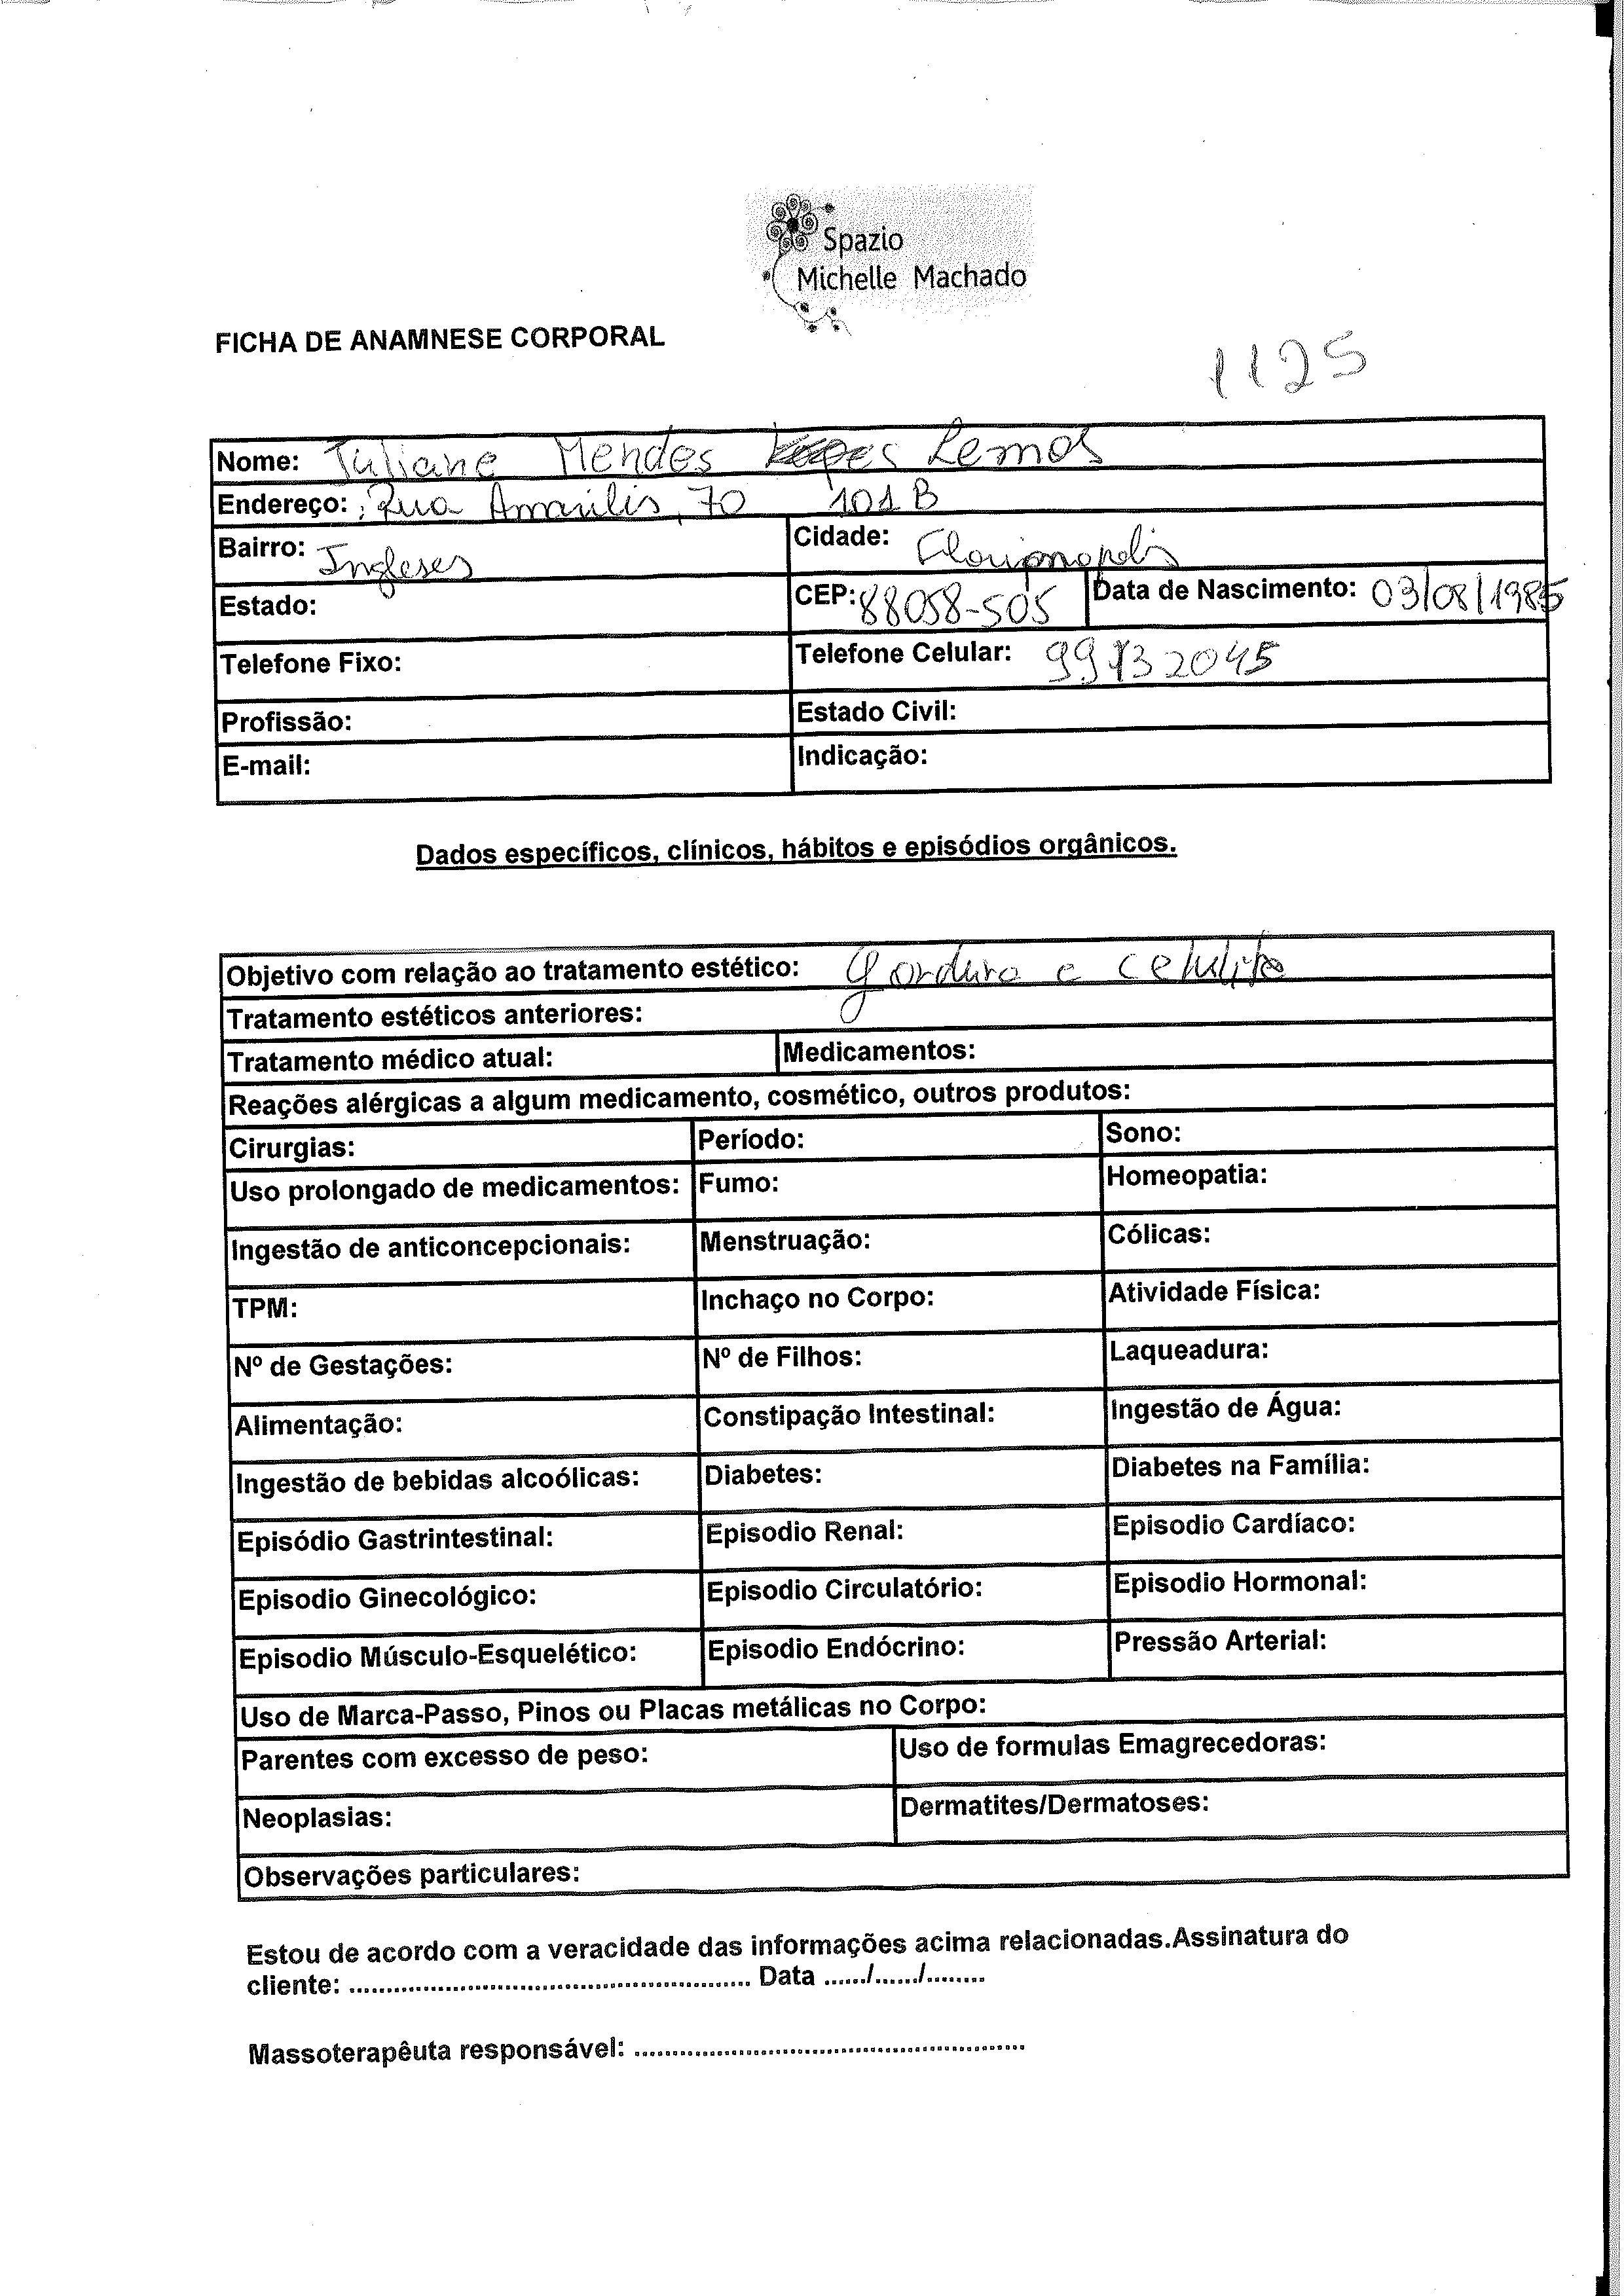 Spazio
Michelle Machado
FICHA DE ANAMNESE CORPORAL
1125
Nome: Juliane Mendes Lemos
Endereço: Rua Amarilis, 70 101B
Bairro: Ingleses
Cidade: Florianopolis
Estado:
CEP: 88058-505
Data de Nascimento: 03/08/1985
Telefone Fixo:
Telefone Celular:
Profissão:
Estado Civil:
E-mail:
Indicação:
Dados específicos, clínicos, hábitos e episódios orgânicos.
Objetivo com relação ao tratamento estético: gordura e celulite
Tratamento estéticos anteriores:
Tratamento médico atual:
Medicamentos:
Reações alérgicas a algum medicamento, cosmético, outros produtos:
Cirurgias:
Período:
Sono:
Uso prolongado de medicamentos:
Fumo:
Homeopatia:
Ingestão de anticoncepcionais:
Menstruação:
Cólicas:
TPM:
Inchaço no Corpo:
Atividade Física:
Nº de Gestações:
Nº de Filhos:
Laqueadura:
Alimentação:
Constipação Intestinal:
Ingestão de Água:
Ingestão de bebidas alcoólicas:
Diabetes:
Diabetes na Família:
Episódio Gastrintestinal:
Episodio Renal:
Episodio Cardíaco:
Episodio Ginecológico:
Episodio Circulatório:
Episodio Hormonal:
Episodio Músculo-Esquelético:
Episodio Endócrino:
Pressão Arterial:
Uso de Marca-Passo, Pinos ou Placas metálicas no Corpo:
Parentes com excesso de peso:
Uso de formulas Emagrecedoras:
Neoplasias:
Dermatites/Dermatoses:
Observações particulares:
Estou de acordo com a veracidade das informações acima relacionadas.Assinatura do
cliente: ...................................................... Data ....../....../........
Massoterapêuta responsável: .....................................................